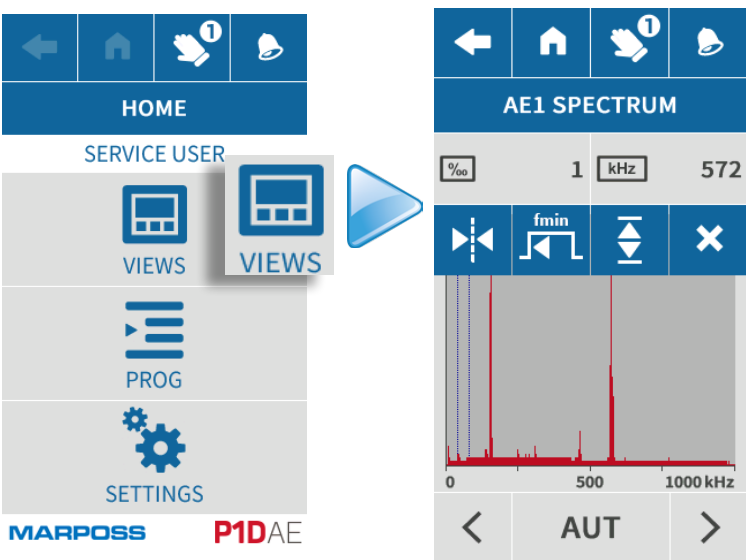 1
HOME
SERVICE USER
VIEWS
VIEWS
PROG
SETTINGS
MARPOSS P1DAE
1
AE1 SPECTRUM
‰ 1 kHz 572
fmin
0 500 1000 kHz
AUT